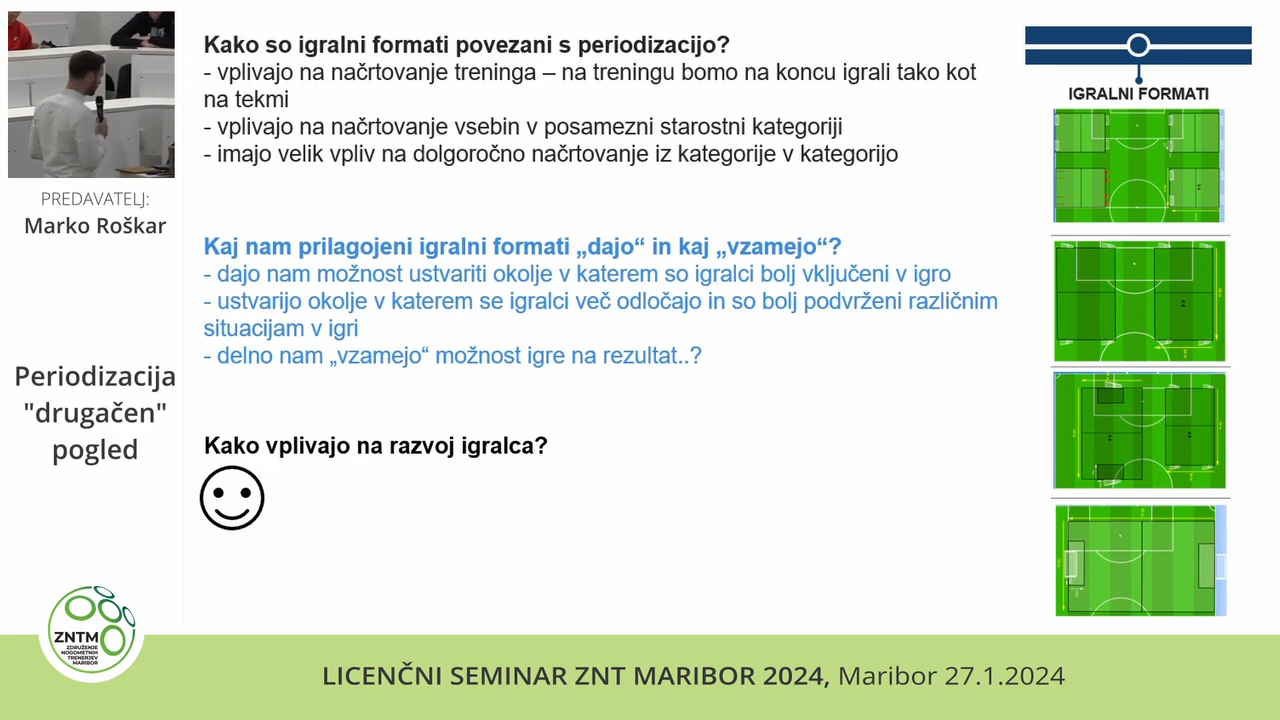 Kako so igralni formati povezani s periodizacijo?
- vplivajo na načrtovanje treninga – na treningu bomo na koncu igrali tako kot
na tekmi
- vplivajo na načrtovanje vsebin v posamezni starostni kategoriji
- imajo velik vpliv na dolgoročno načrtovanje iz kategorije v kategorijo
Kaj nam prilagojeni igralni formati „dajo“ in kaj „vzamejo“?
- dajo nam možnost ustvariti okolje v katerem so igralci bolj vključeni v igro
- ustvarijo okolje v katerem se igralci več odločajo in so bolj podvrženi različnim
situacijam v igri
- delno nam „vzamejo“ možnost igre na rezultat..?
Kako vplivajo na razvoj igralca?
IGRALNI FORMATI
PREDAVATELJ:
Marko Roškar
Periodizacija
"drugačen"
pogled
ZNTM
ZDRUŽENJE
NOGOMETNIH
TRENERJEV
MARIBOR
LICENČNI SEMINAR ZNT MARIBOR 2024, Maribor 27.1.2024